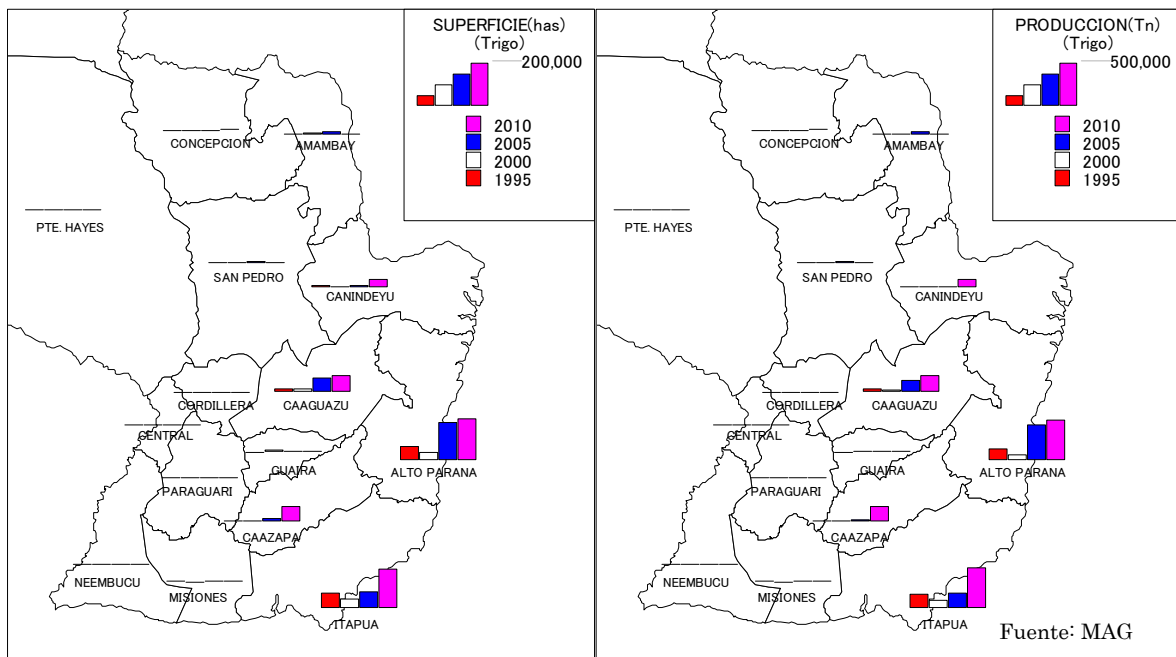 SUPERFICIE(has)
(Trigo)
200,000
2010
2005
2000
1995
CONCEPCION
AMAMBAY
PTE. HAYES
SAN PEDRO
CANINDEYU
CORDILLERA
CAAGUAZU
CENTRAL
GUAIRA
ALTO PARANA
PARAGUARI
CAAZAPA
NEEMBUCU
MISIONES
ITAPUA
PRODUCCION(Tn)
(Trigo)
500,000
2010
2005
2000
1995
CONCEPCION
AMAMBAY
PTE. HAYES
SAN PEDRO
CANINDEYU
CORDILLERA
CAAGUAZU
CENTRAL
GUAIRA
ALTO PARANA
PARAGUARI
CAAZAPA
NEEMBUCU
MISIONES
ITAPUA
Fuente: MAG